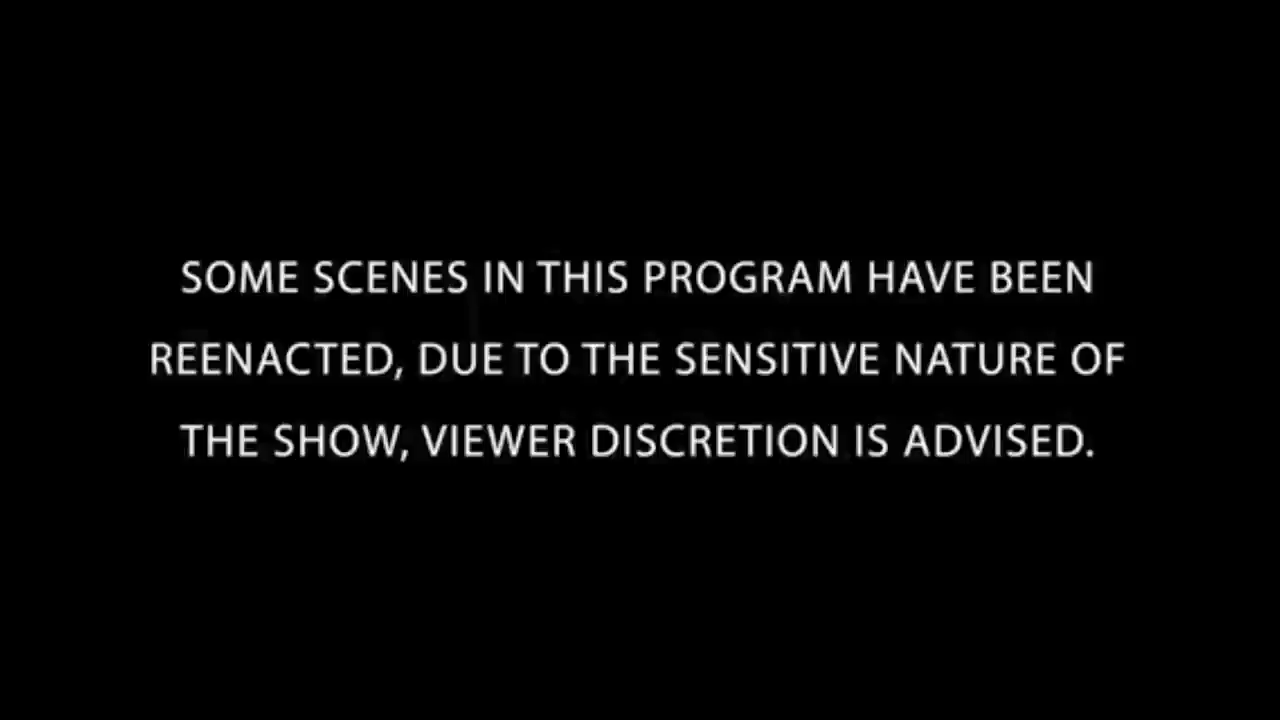 SOME SCENES IN THIS PROGRAM HAVE BEEN
REENACTED, DUE TO THE SENSITIVE NATURE OF
THE SHOW, VIEWER DISCRETION IS ADVISED.